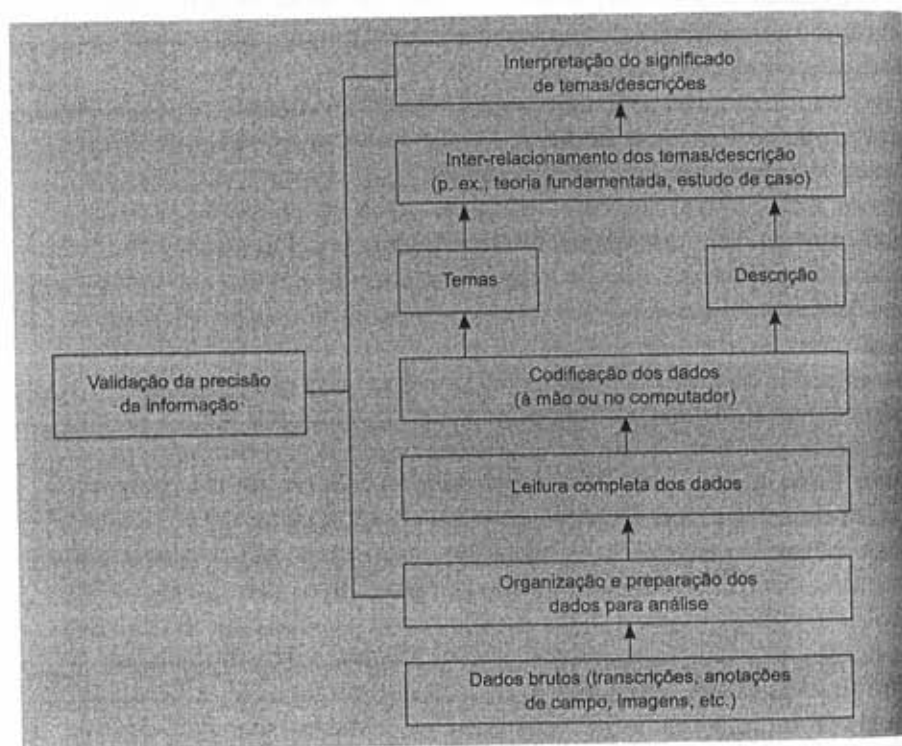 Interpretação do significado
de temas/descrições
Inter-relacionamento dos temas/descrição
(p. ex., teoria fundamentada, estudo de caso)
Temas
Descrição
Validação da precisão
da informação
Codificação dos dados
(à mão ou no computador)
Leitura completa dos dados
Organização e preparação dos
dados para análise
Dados brutos (transcrições, anotações
de campo, imagens, etc.)